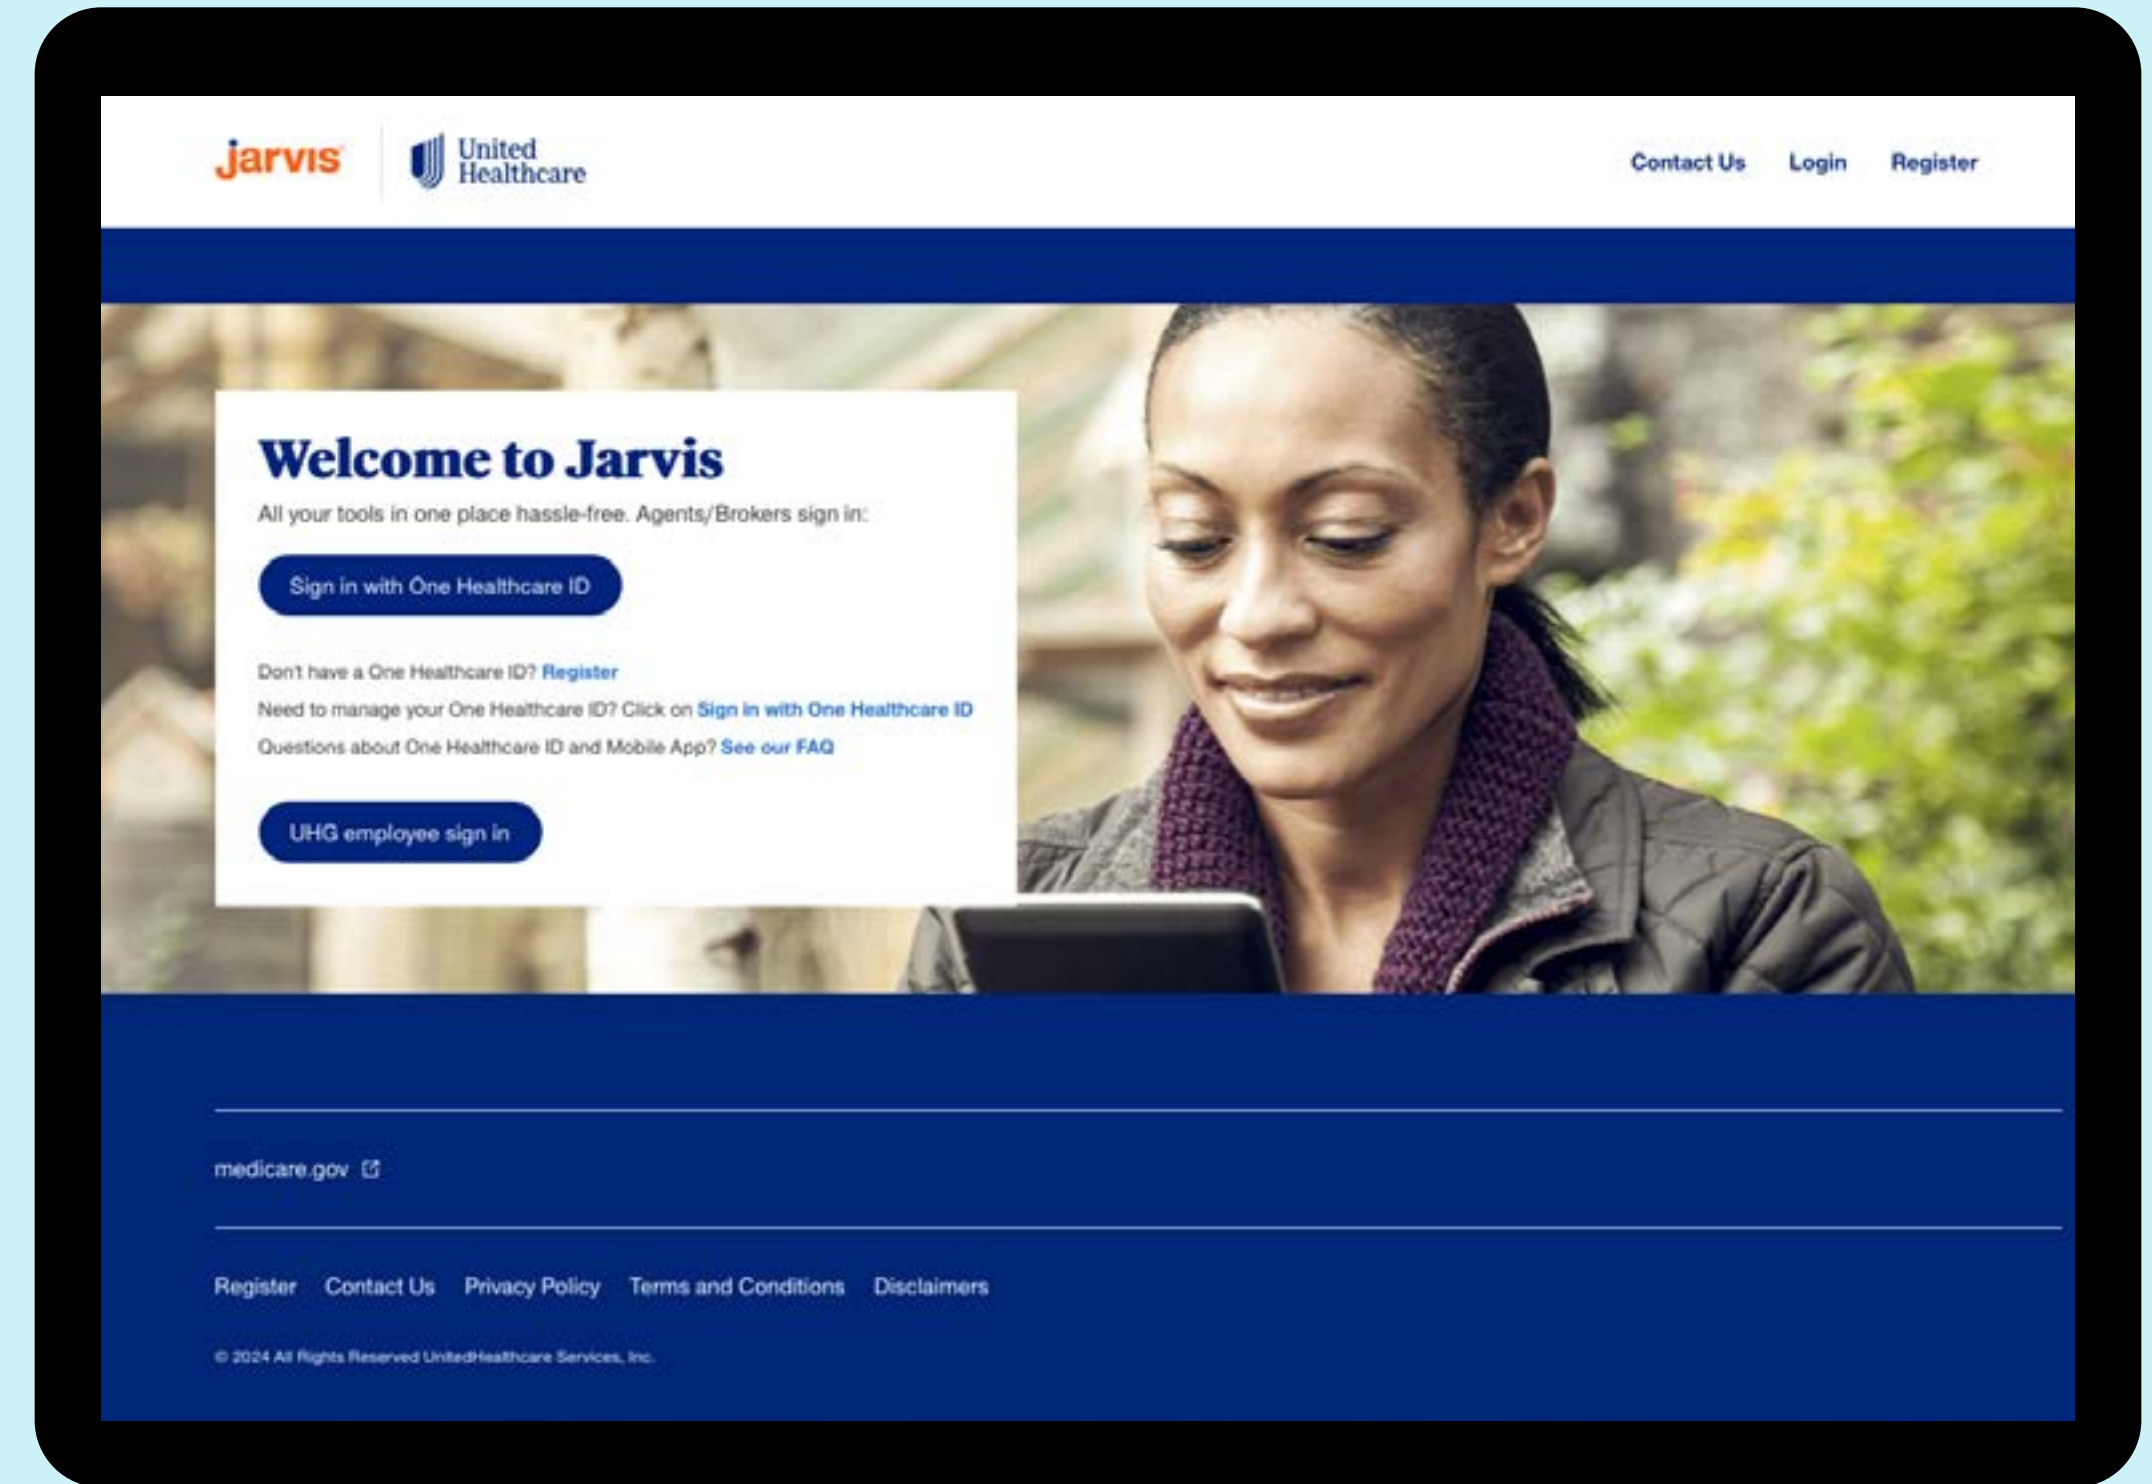 jarvis
United
Healthcare
Contact Us Login Register
Welcome to Jarvis
All your tools in one place hassle-free. Agents/Brokers sign in:
Sign in with One Healthcare ID
Don't have a One Healthcare ID? Register
Need to manage your One Healthcare ID? Click on Sign in with One Healthcare ID
Questions about One Healthcare ID and Mobile App? See our FAQ
UHG employee sign in
medicare.gov
Register Contact Us Privacy Policy Terms and Conditions Disclaimers
© 2024 All Rights Reserved UnitedHealthcare Services, Inc.